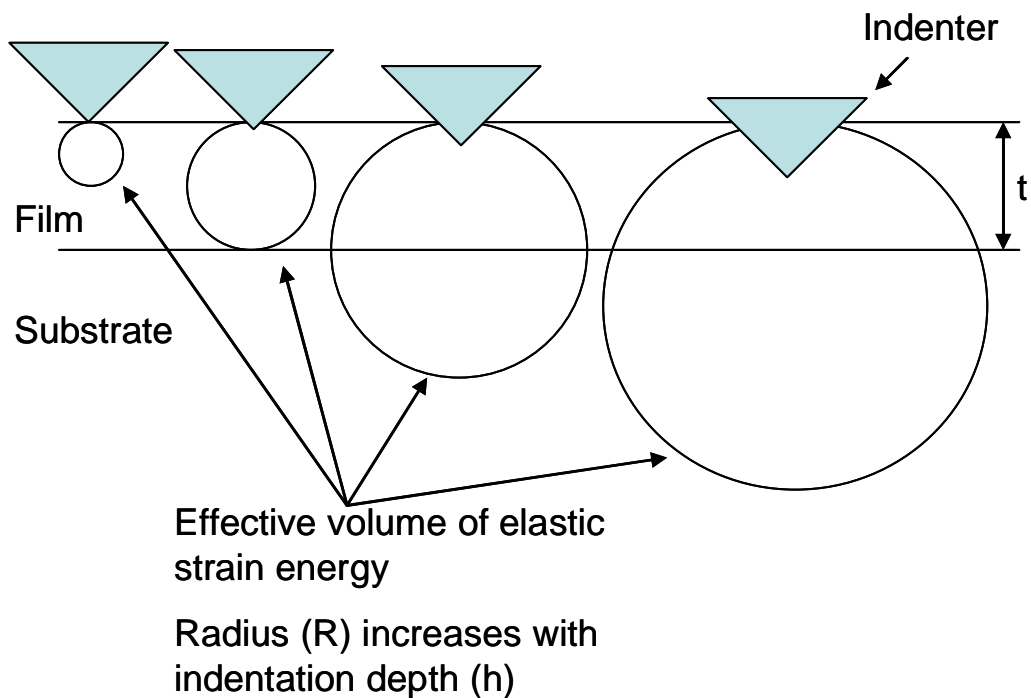 Indenter
t
Film
Substrate
Effective volume of elastic
strain energy
Radius (R) increases with
indentation depth (h)